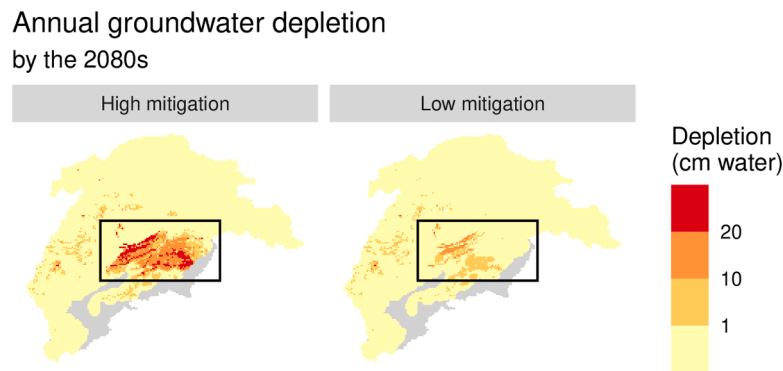 Annual groundwater depletion
by the 2080s
High mitigation
Low mitigation
Depletion
(cm water)
20
10
1